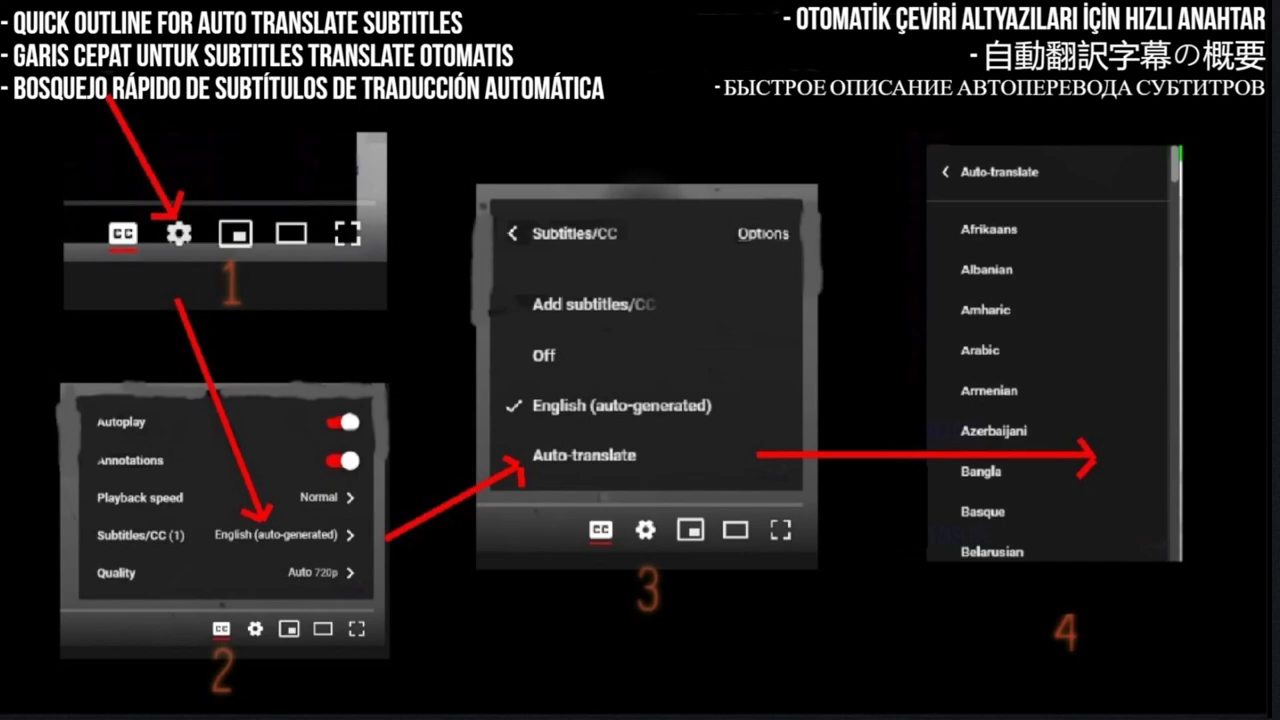 - QUICK OUTLINE FOR AUTO TRANSLATE SUBTITLES
- GARIS CEPAT UNTUK SUBTITLES TRANSLATE OTOMATIS
- BOSQUEJO RÁPIDO DE SUBTÍTULOS DE TRADUCCIÓN AUTOMÁTICA
- OTOMATİK ÇEVİRİ ALTYAZILARI İÇİN HIZLI ANAHTAR
- 自動翻訳字幕の概要
- БЫСТРОЕ ОПИСАНИЕ АВТОПЕРЕВОДА СУБТИТРОВ
CC
1
Autoplay
Annotations
Playback speed Normal
Subtitles/CC (1) English (auto-generated)
Quality Auto 720p
CC
2
Subtitles/CC Options
Add subtitles/CC
Off
English (auto-generated)
Auto-translate
CC
3
Auto-translate
Afrikaans
Albanian
Amharic
Arabic
Armenian
Azerbaijani
Bangla
Basque
Belarusian
4